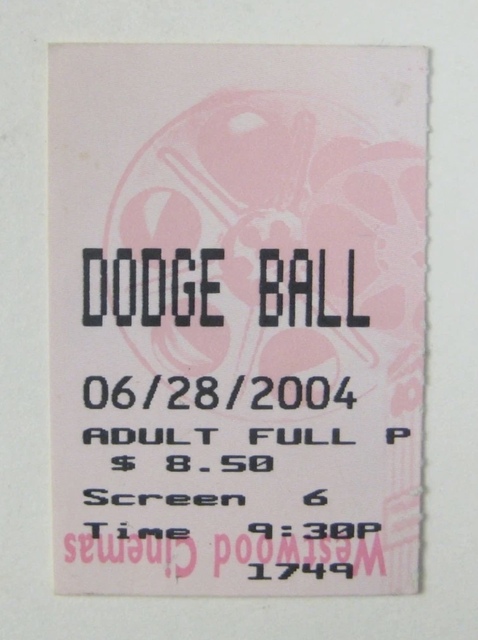 DODGE BALL
06/28/2004
ADULT FULL P
$ 8.50
Screen 6
Time 9:30P
Westwood Cinemas
1749